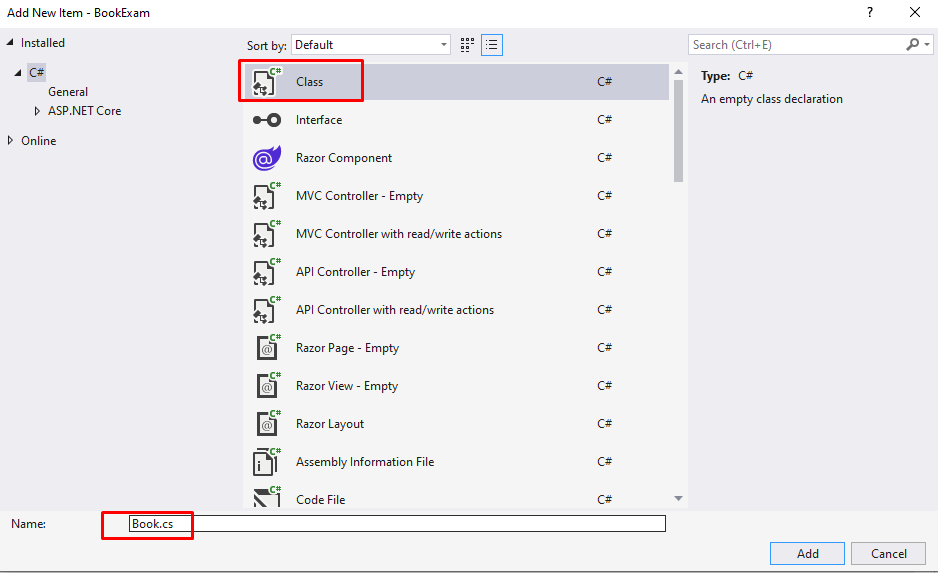 Add New Item - BookExam
?
Installed
C#
General
ASP.NET Core
Online
Sort by: Default
Class C#
Interface C#
Razor Component C#
MVC Controller - Empty C#
MVC Controller with read/write actions C#
API Controller - Empty C#
API Controller with read/write actions C#
Razor Page - Empty C#
Razor View - Empty C#
Razor Layout C#
Assembly Information File C#
Code File C#
Search (Ctrl+E)
Type: C#
An empty class declaration
Name: Book.cs
Add Cancel